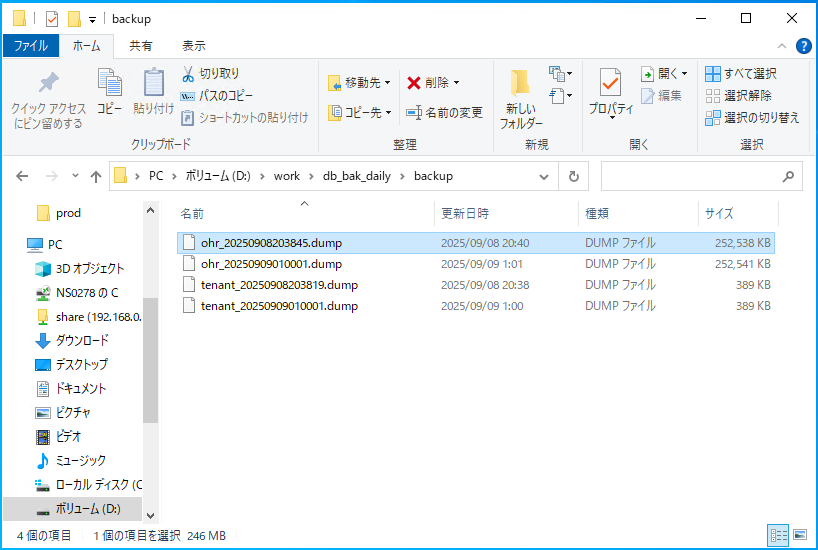 backup
ファイル ホーム 共有 表示
クイック アクセス
にピン留めする
コピー
貼り付け
切り取り
パスのコピー
ショートカットの貼り付け
クリップボード
移動先
コピー先
削除
名前の変更
整理
新しい
フォルダー
新規
プロパティ
開く
編集
開く
すべて選択
選択解除
選択の切り替え
選択
PC ボリューム (D:) work db_bak_daily backup
prod
PC
3D オブジェクト
NS0278 の C
share (192.168.0.
ダウンロード
デスクトップ
ドキュメント
ピクチャ
ビデオ
ミュージック
ローカル ディスク (C
ボリューム (D:)
名前 更新日時 種類 サイズ
ohr_20250908203845.dump 2025/09/08 20:40 DUMP ファイル 252,538 KB
ohr_20250909010001.dump 2025/09/09 1:01 DUMP ファイル 252,541 KB
tenant_20250908203819.dump 2025/09/08 20:38 DUMP ファイル 389 KB
tenant_20250909010001.dump 2025/09/09 1:00 DUMP ファイル 389 KB
4 個の項目 1 個の項目を選択 246 MB